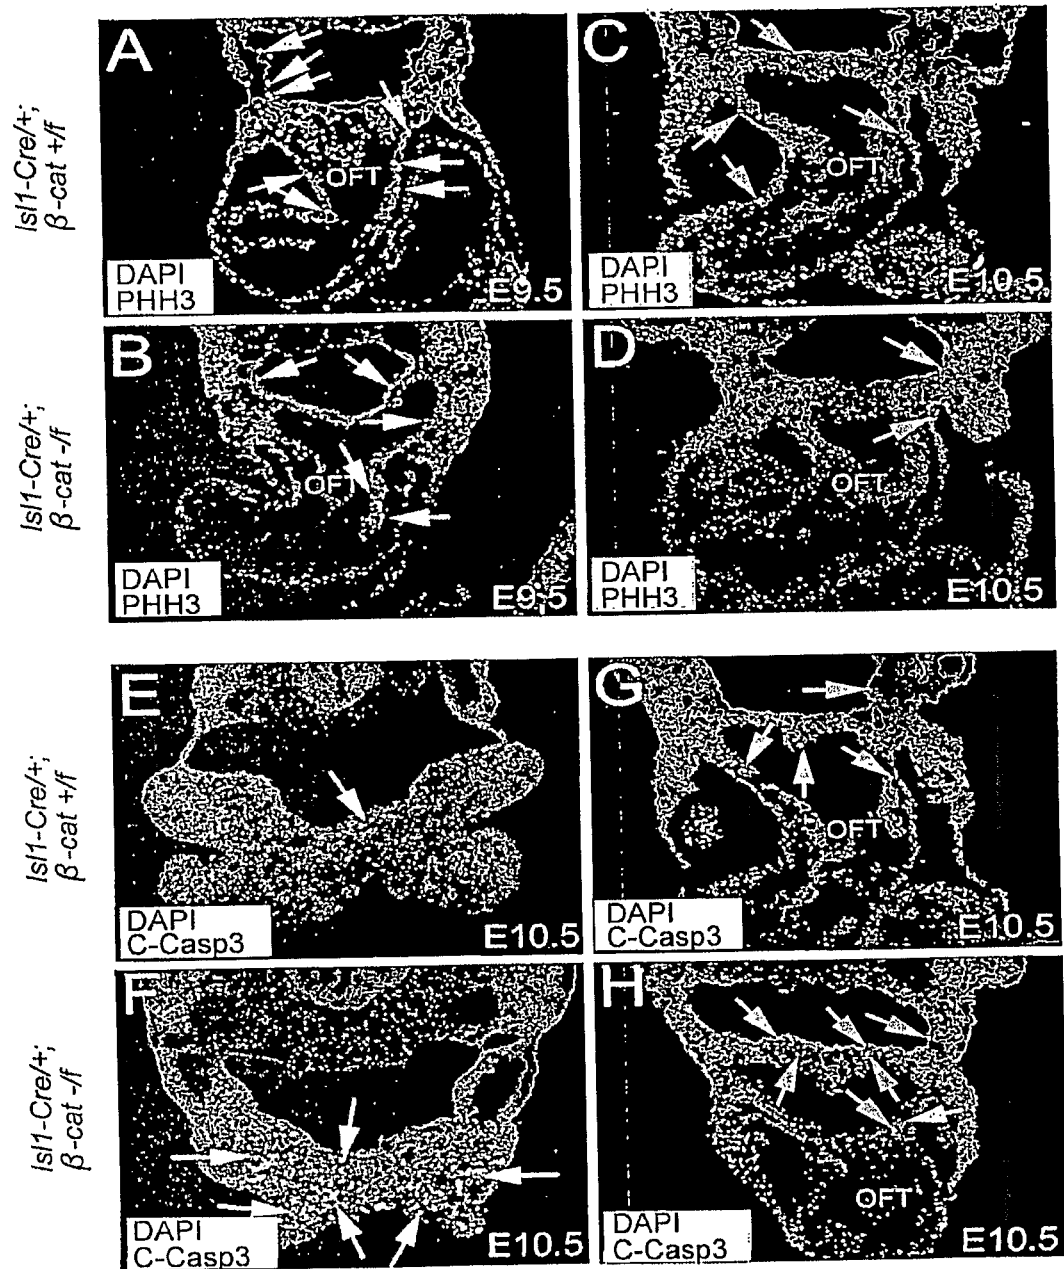 Isl1-Cre/+;
β-cat +/f
A
OFT
DAPI
PHH3
E9.5
C
OFT
DAPI
PHH3
E10.5
Isl1-Cre/+;
β-cat -/f
B
OFT
DAPI
PHH3
E9.5
D
OFT
DAPI
PHH3
E10.5
Isl1-Cre/+;
β-cat +/f
E
DAPI
C-Casp3
E10.5
G
OFT
DAPI
C-Casp3
E10.5
Isl1-Cre/+;
β-cat -/f
F
DAPI
C-Casp3
E10.5
H
OFT
DAPI
C-Casp3
E10.5